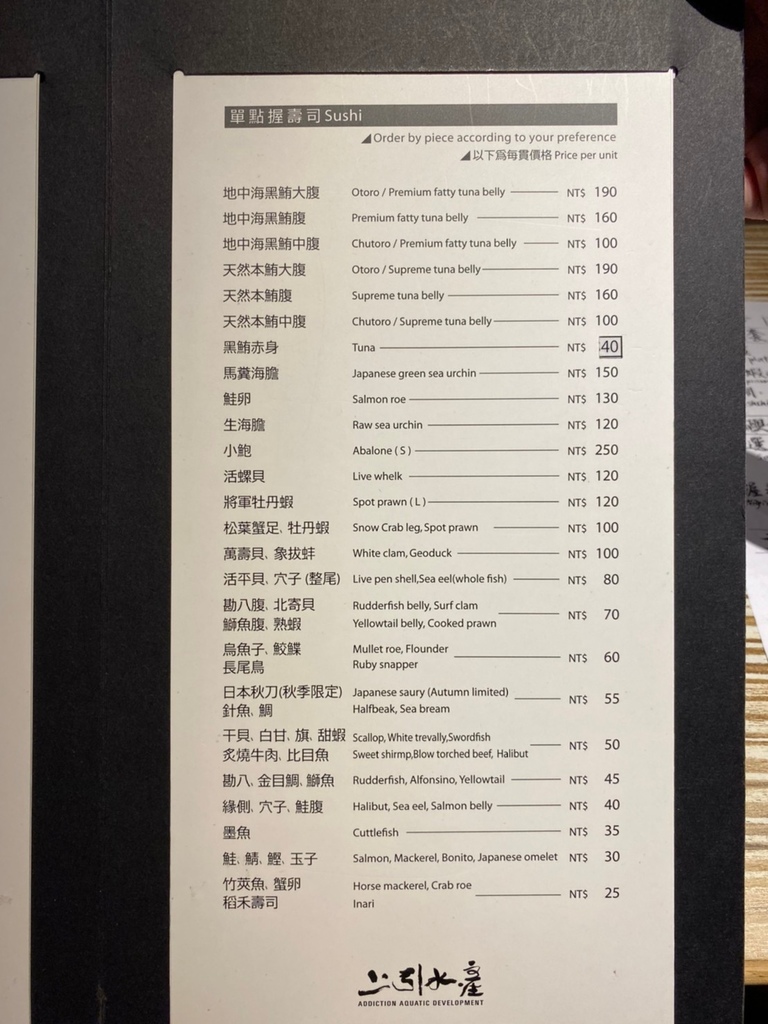 單點握壽司 Sushi
◢ Order by piece according to your preference
◢ 以下為每貫價格 Price per unit
地中海黑鮪大腹 Otoro / Premium fatty tuna belly NT$ 190
地中海黑鮪腹 Premium fatty tuna belly NT$ 160
地中海黑鮪中腹 Chutoro / Premium fatty tuna belly NT$ 100
天然本鮪大腹 Otoro / Supreme tuna belly NT$ 190
天然本鮪腹 Supreme tuna belly NT$ 160
天然本鮪中腹 Chutoro / Supreme tuna belly NT$ 100
黑鮪赤身 Tuna NT$ 40
馬糞海膽 Japanese green sea urchin NT$ 150
鮭卵 Salmon roe NT$ 130
生海膽 Raw sea urchin NT$ 120
小鮑 Abalone ( S ) NT$ 250
活螺貝 Live whelk NT$ 120
將軍牡丹蝦 Spot prawn ( L ) NT$ 120
松葉蟹足、牡丹蝦 Snow Crab leg, Spot prawn NT$ 100
萬壽貝、象拔蚌 White clam, Geoduck NT$ 100
活平貝、穴子 (整尾) Live pen shell,Sea eel(whole fish) NT$ 80
勘八腹、北寄貝 Rudderfish belly, Surf clam
鰤魚腹、熟蝦 Yellowtail belly, Cooked prawn NT$ 70
烏魚子、鮫鰈 Mullet roe, Flounder
長尾鳥 Ruby snapper NT$ 60
日本秋刀(秋季限定) Japanese saury (Autumn limited)
針魚、鯛 Halfbeak, Sea bream NT$ 55
干貝、白甘、旗、甜蝦 Scallop, White trevally,Swordfish
炙燒牛肉、比目魚 Sweet shirmp,Blow torched beef, Halibut NT$ 50
勘八、金目鯛、鰤魚 Rudderfish, Alfonsino, Yellowtail NT$ 45
緣側、穴子、鮭腹 Halibut, Sea eel, Salmon belly NT$ 40
墨魚 Cuttlefish NT$ 35
鮭、鯖、鰹、玉子 Salmon, Mackerel, Bonito, Japanese omelet NT$ 30
竹莢魚、蟹卵 Horse mackerel, Crab roe
稻禾壽司 Inari NT$ 25
上引水產
ADDICTION AQUATIC DEVELOPMENT